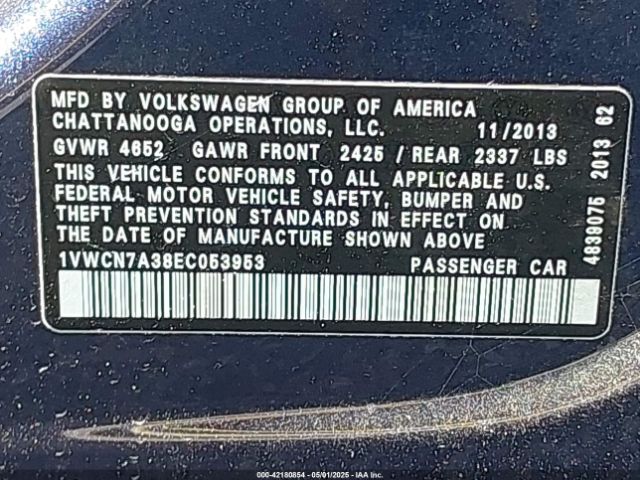 MFD BY VOLKSWAGEN GROUP OF AMERICA
CHATTANOOGA OPERATIONS, LLC. 11/2013
GVWR 4652 GAWR FRONT 2425 / REAR 2337 LBS
THIS VEHICLE CONFORMS TO ALL APPLICABLE U.S.
FEDERAL MOTOR VEHICLE SAFETY, BUMPER AND
THEFT PREVENTION STANDARDS IN EFFECT ON
THE DATE OF MANUFACTURE SHOWN ABOVE
1VWCN7A38EC053953 PASSENGER CAR
4839075 2013 62
000-42180854 - 05/01/2025 - IAA Inc.